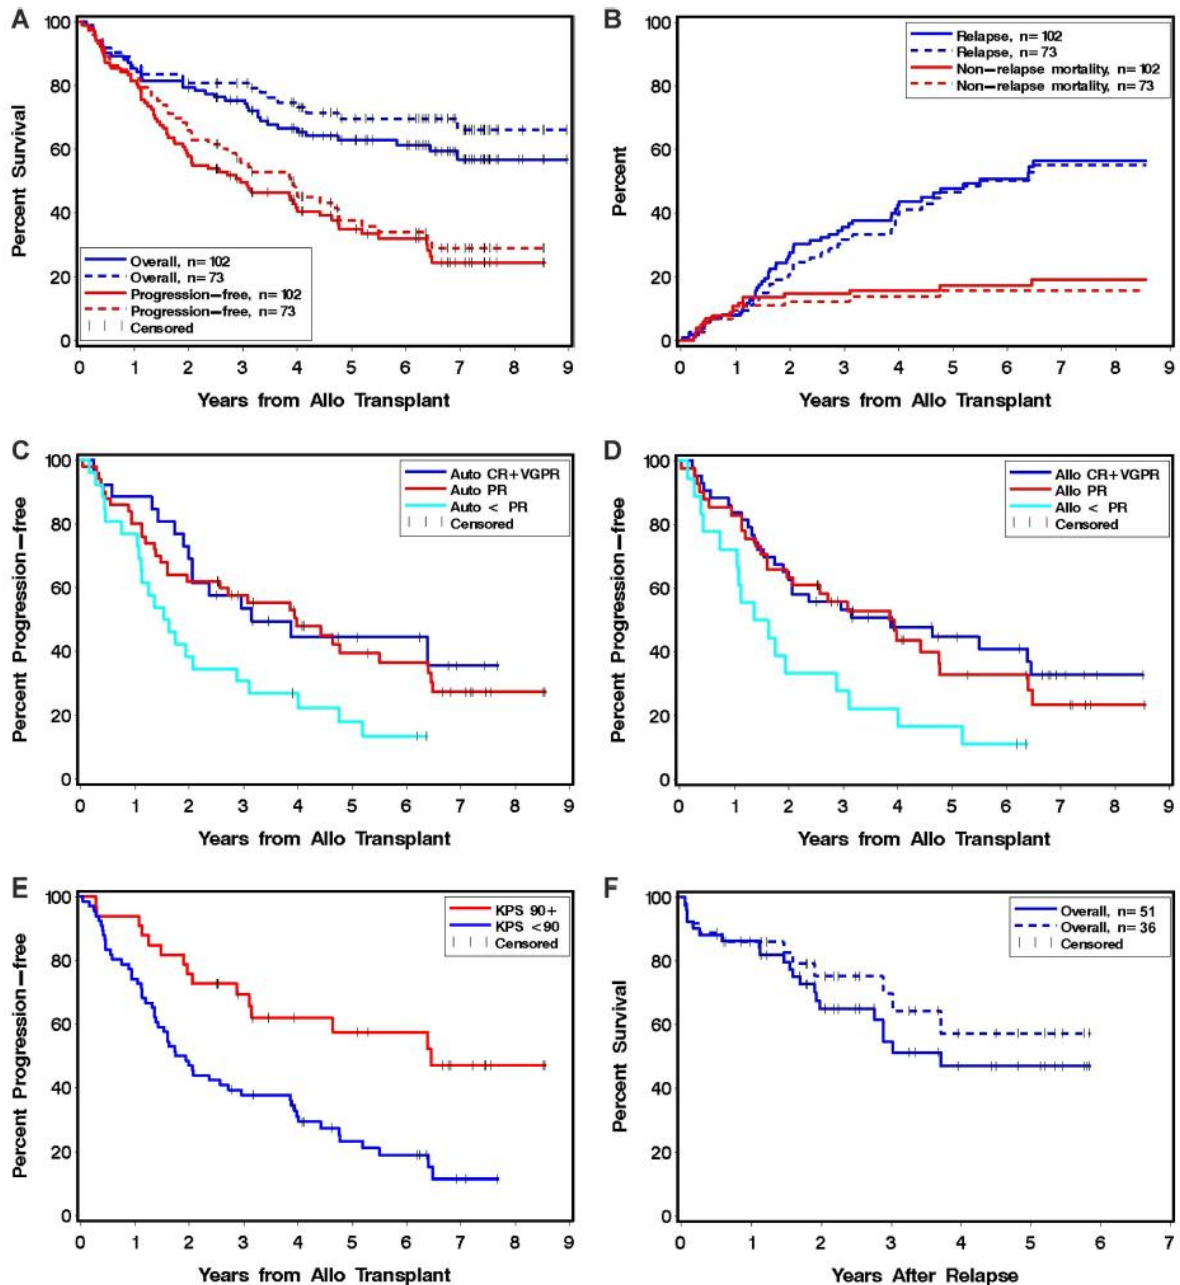 A
100
80
60
40
20
0
Percent Survival
Overall, n=102
Overall, n=73
Progression-free, n=102
Progression-free, n=73
Censored
0 1 2 3 4 5 6 7 8 9
Years from Allo Transplant
B
100
80
60
40
20
0
Percent
Relapse, n=102
Relapse, n=73
Non-relapse mortality, n=102
Non-relapse mortality, n=73
0 1 2 3 4 5 6 7 8 9
Years from Allo Transplant
C
100
80
60
40
20
0
Percent Progression-free
Auto CR+VGPR
Auto PR
Auto < PR
Censored
0 1 2 3 4 5 6 7 8 9
Years from Allo Transplant
D
100
80
60
40
20
0
Percent Progression-free
Allo CR+VGPR
Allo PR
Allo < PR
Censored
0 1 2 3 4 5 6 7 8 9
Years from Allo Transplant
E
100
80
60
40
20
0
Percent Progression-free
KPS 90+
KPS <90
Censored
0 1 2 3 4 5 6 7 8 9
Years from Allo Transplant
F
100
80
60
40
20
0
Percent Survival
Overall, n=51
Overall, n=36
Censored
0 1 2 3 4 5 6 7
Years After Relapse